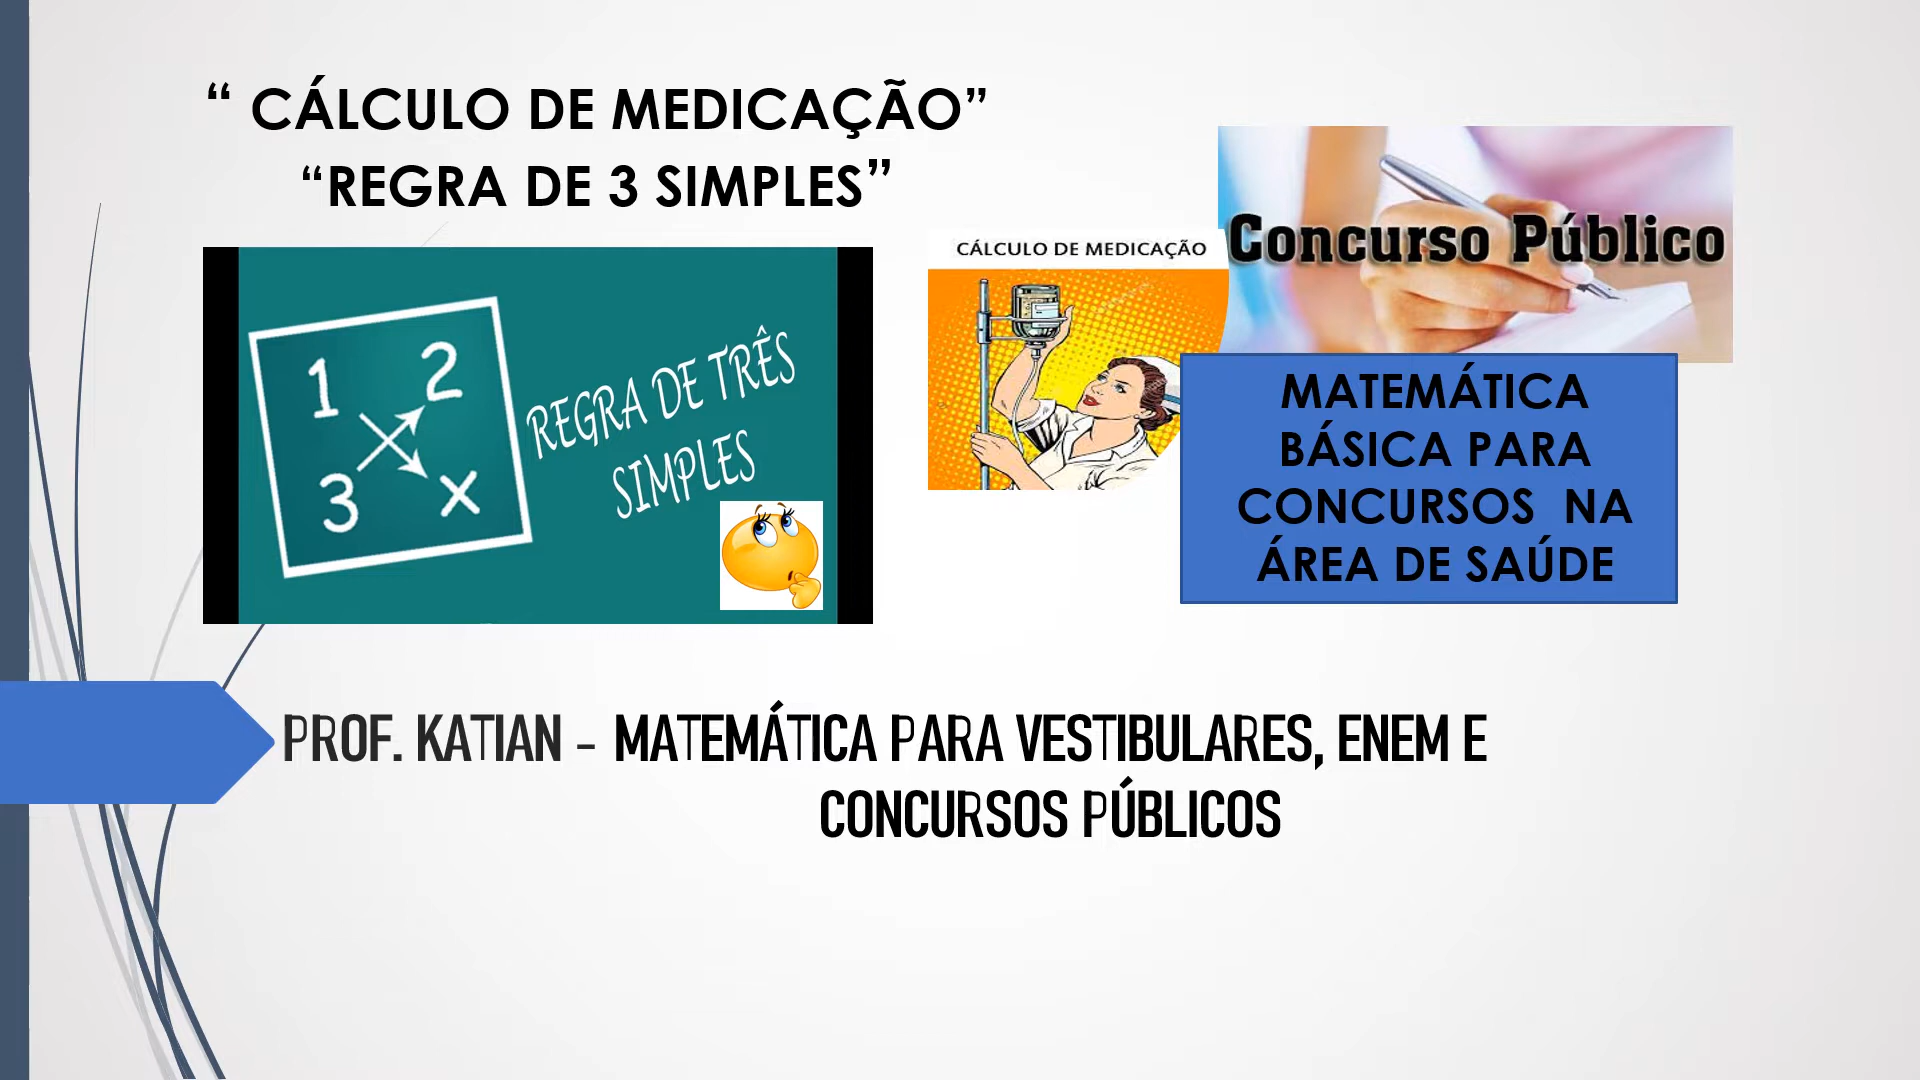 “ CÁLCULO DE MEDICAÇÃO”
“REGRA DE 3 SIMPLES”
1 2
3 x
REGRA DE TRÊS
SIMPLES
CÁLCULO DE MEDICAÇÃO
Concurso Público
MATEMÁTICA
BÁSICA PARA
CONCURSOS NA
ÁREA DE SAÚDE
PROF. KATIAN – MATEMÁTICA PARA VESTIBULARES, ENEM E
CONCURSOS PÚBLICOS